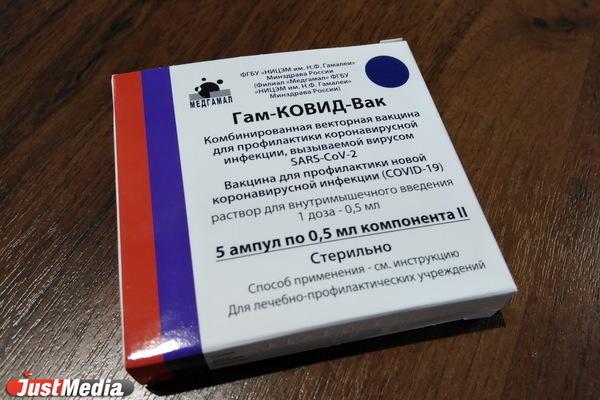 ФГБУ «НИЦЭМ им. Н.Ф. Гамалеи»
Минздрава России
(Филиал «Медгамал» ФГБУ
«НИЦЭМ им. Н.Ф. Гамалеи»
Минздрава России)
МЕДГАМАЛ
Гам-КОВИД-Вак
Комбинированная векторная вакцина
для профилактики коронавирусной
инфекции, вызываемой вирусом
SARS-CoV-2
Вакцина для профилактики новой
коронавирусной инфекции (COVID-19)
раствор для внутримышечного введения
1 доза - 0,5 мл
5 ампул по 0,5 мл компонента II
Стерильно
Способ применения - см. инструкцию
Для лечебно-профилактических учреждений
JustMedia